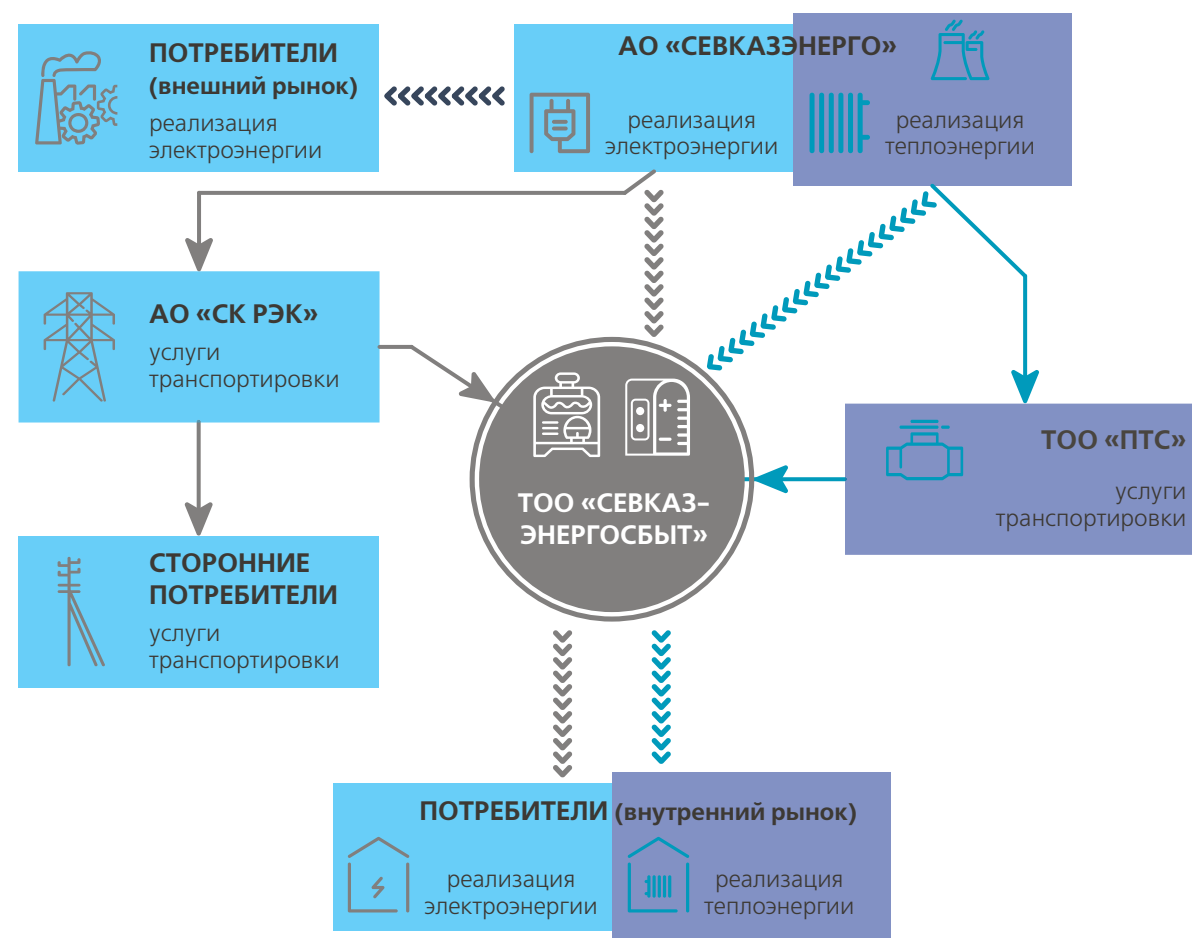 ПОТРЕБИТЕЛИ
(внешний рынок)
реализация
электроэнергии
АО «СЕВКАЗЭНЕРГО»
реализация
электроэнергии
реализация
теплоэнергии
АО «СК РЭК»
услуги
транспортировки
ТОО «СЕВКАЗ–
ЭНЕРГОСБЫТ»
ТОО «ПТС»
услуги
транспортировки
СТОРОННИЕ
ПОТРЕБИТЕЛИ
услуги
транспортировки
ПОТРЕБИТЕЛИ (внутренний рынок)
реализация
электроэнергии
реализация
теплоэнергии